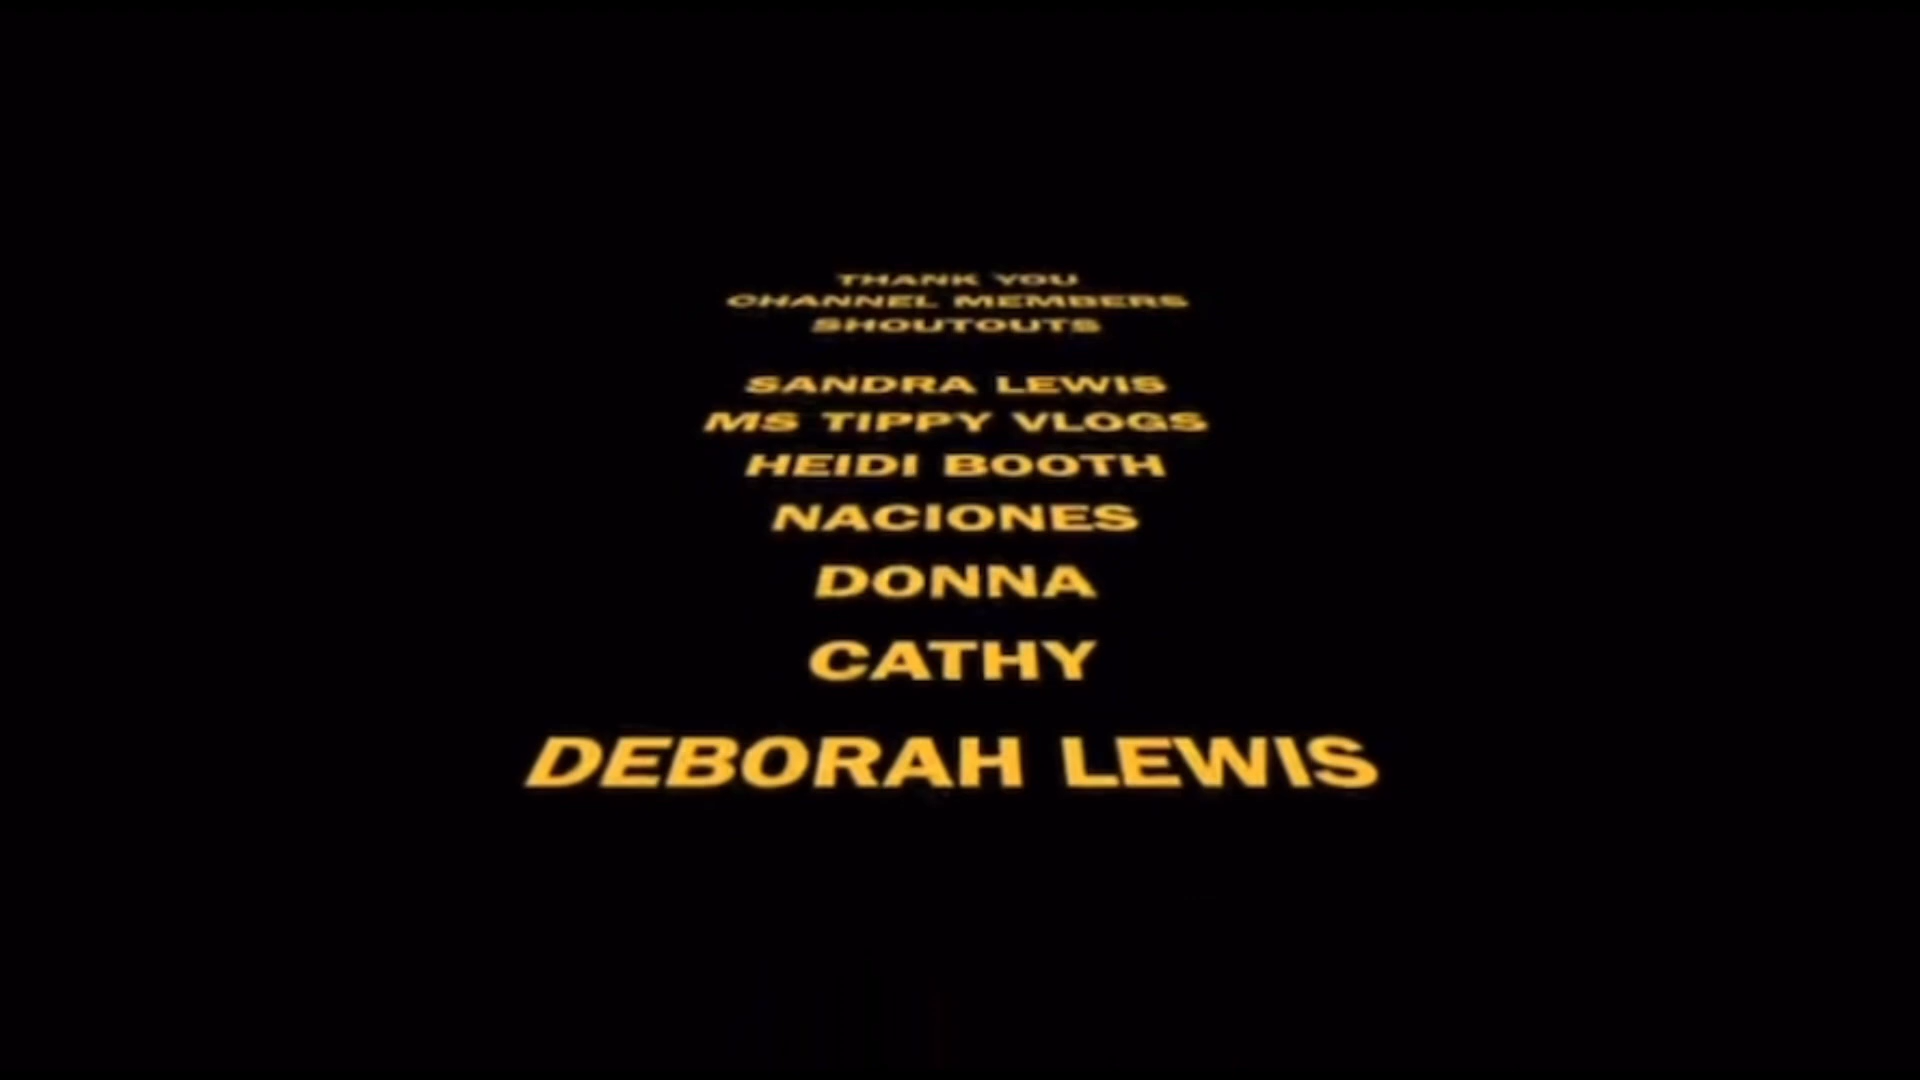 THANK YOU
CHANNEL MEMBERS
SHOUTOUTS
SANDRA LEWIS
MS TIPPY VLOGS
HEIDI BOOTH
NACIONES
DONNA
CATHY
DEBORAH LEWIS